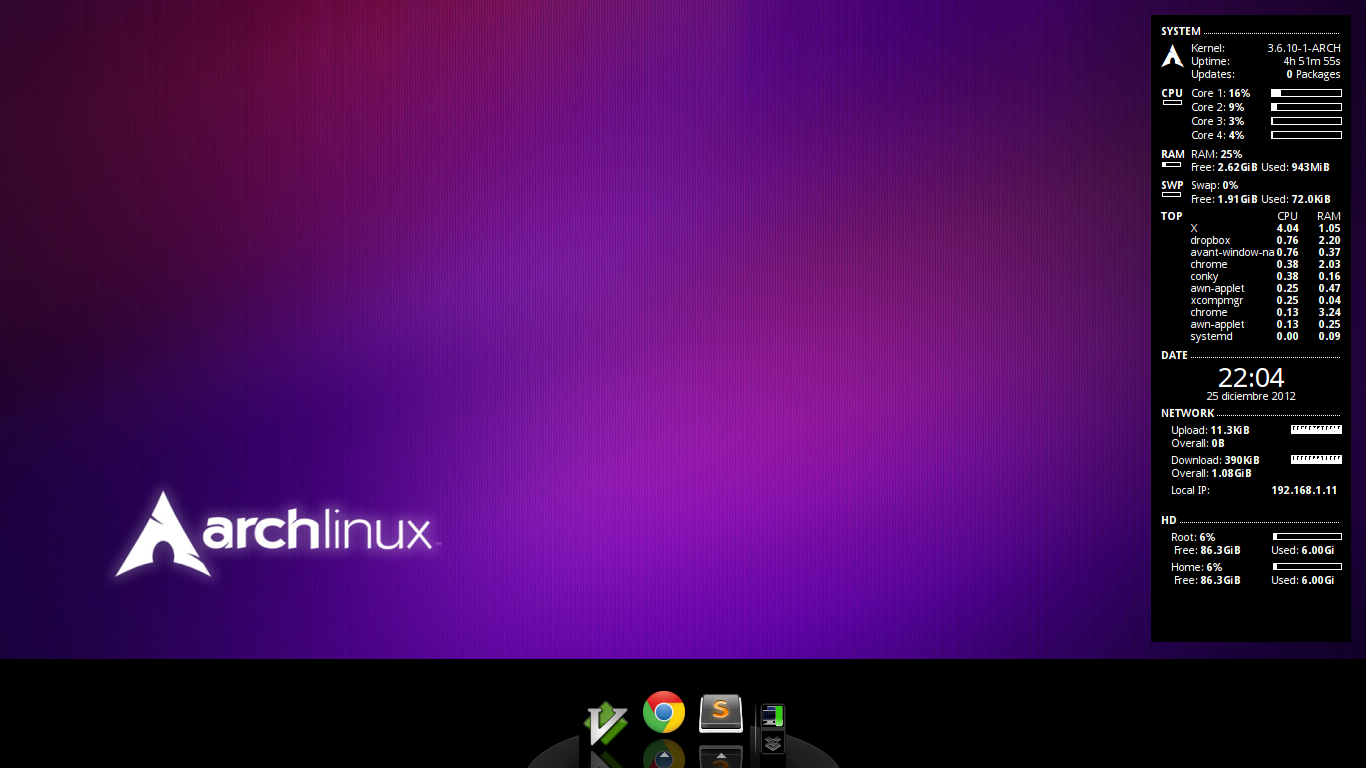 SYSTEM
Kernel: 3.6.10-1-ARCH
Uptime: 4h 51m 55s
Updates: 0 Packages
CPU Core 1: 16%
Core 2: 9%
Core 3: 3%
Core 4: 4%
RAM RAM: 25%
Free: 2.62GiB Used: 943MiB
SWP Swap: 0%
Free: 1.91GiB Used: 72.0KiB
TOP CPU RAM
X 4.04 1.05
dropbox 0.76 2.20
avant-window-na 0.76 0.37
chrome 0.38 2.03
conky 0.38 0.16
awn-applet 0.25 0.47
xcompmgr 0.25 0.04
chrome 0.13 3.24
awn-applet 0.13 0.25
systemd 0.00 0.09
DATE
22:04
25 diciembre 2012
NETWORK
Upload: 11.3KiB
Overall: 0B
Download: 390KiB
Overall: 1.08GiB
Local IP: 192.168.1.11
HD
Root: 6%
Free: 86.3GiB Used: 6.00Gi
Home: 6%
Free: 86.3GiB Used: 6.00Gi
archlinux
V
S